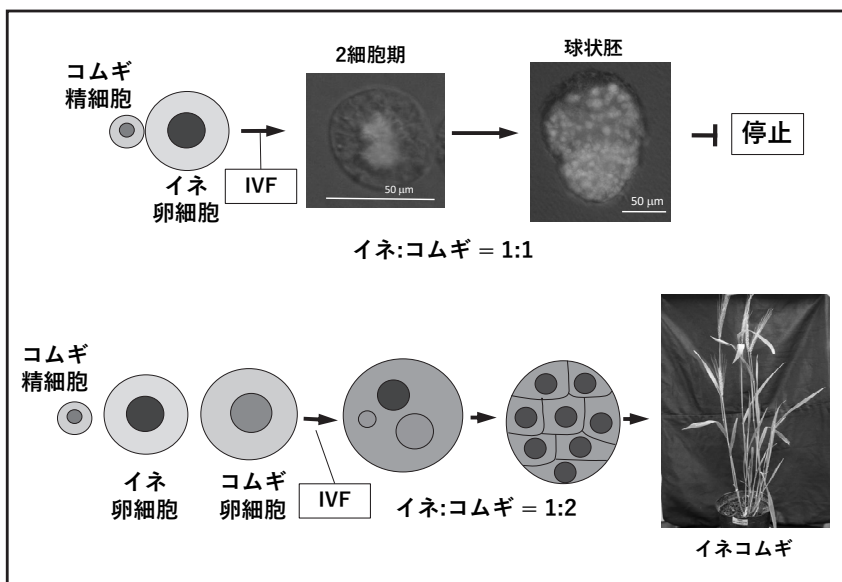 コムギ
精細胞
イネ
卵細胞
IVF
2細胞期
50 μm
球状胚
50 μm
停止
イネ:コムギ = 1:1
コムギ
精細胞
イネ
卵細胞
コムギ
卵細胞
IVF
イネ:コムギ = 1:2
イネコムギ